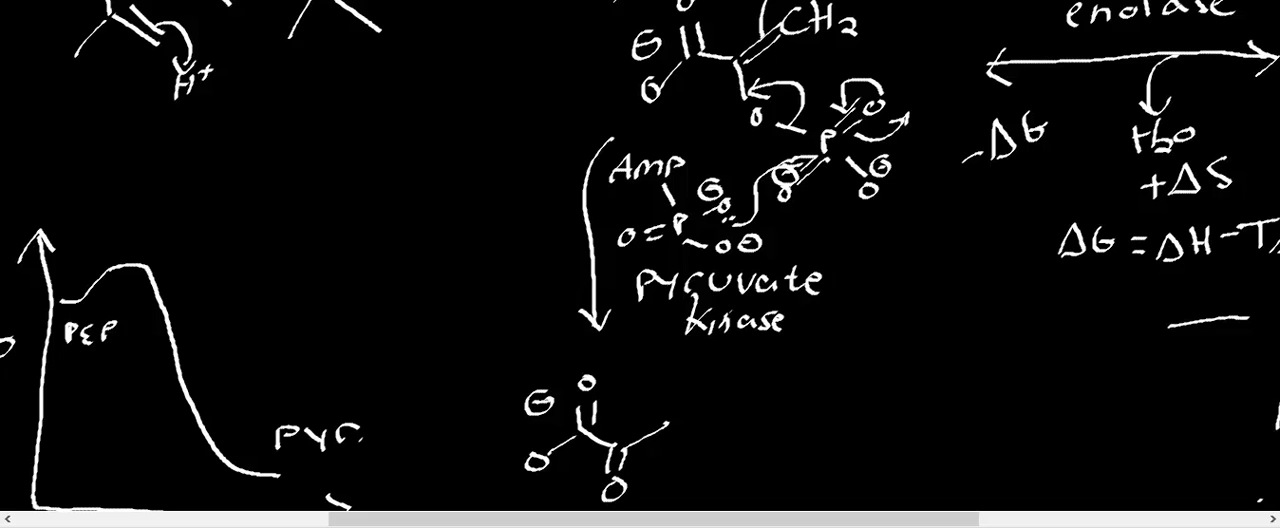 enolase
CH2
H+
O
O
O
P
O
O
-ΔG
H2O
+ΔS
AMP
P
O=
O
O
ΔG = ΔH - T
pyruvate
kinase
PEP
PYR
O
O
O